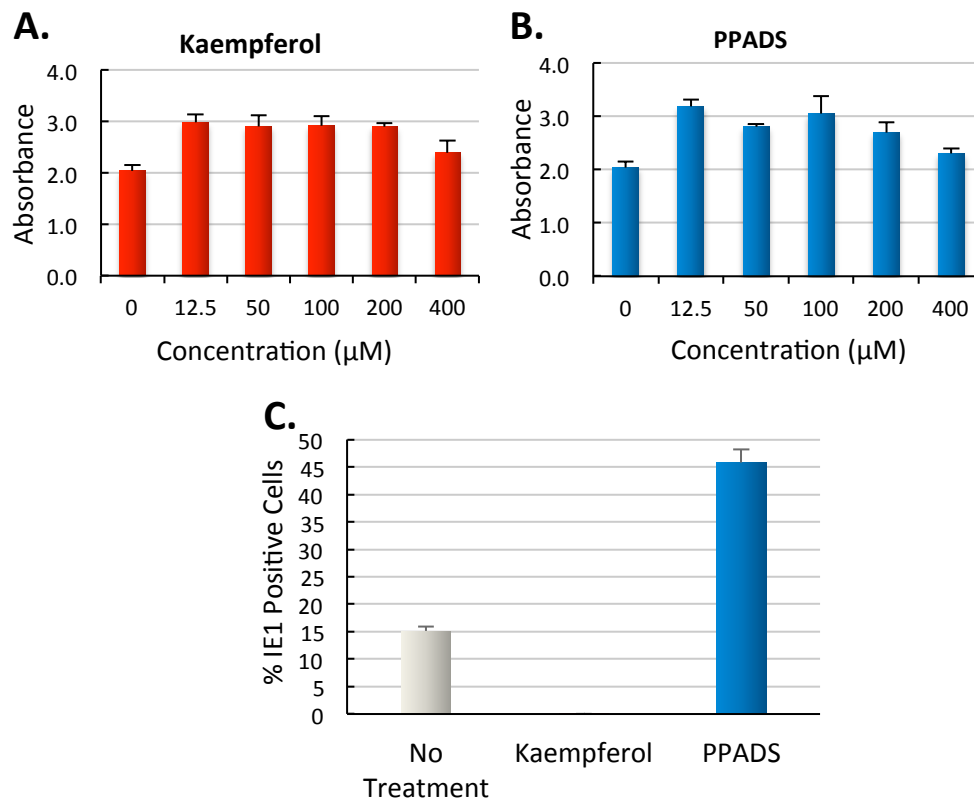 A.
Kaempferol
4.0
3.0
2.0
1.0
0.0
Absorbance
0 12.5 50 100 200 400
Concentration (µM)
B.
PPADS
4.0
3.0
2.0
1.0
0.0
Absorbance
0 12.5 50 100 200 400
Concentration (µM)
C.
50
45
40
35
30
25
20
15
10
5
0
% IE1 Positive Cells
No Treatment
Kaempferol
PPADS